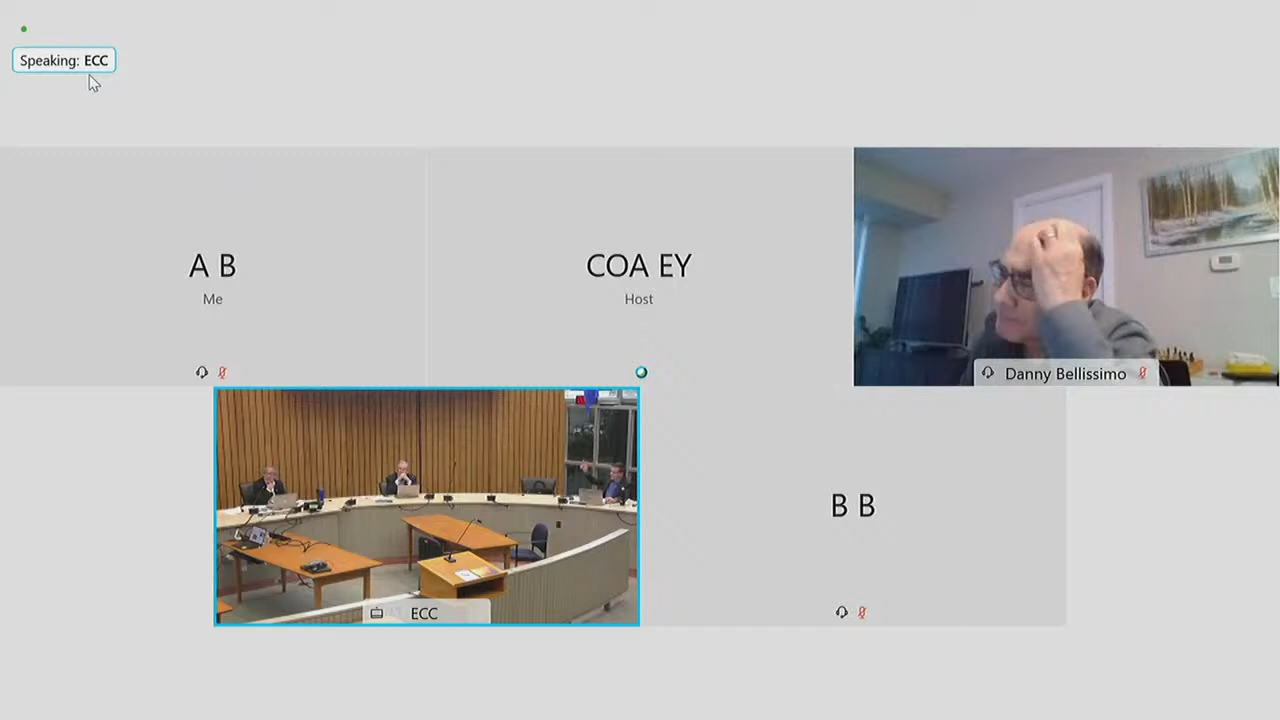 Speaking: ECC
A B
Me
COA EY
Host
Danny Bellissimo
ECC
B B